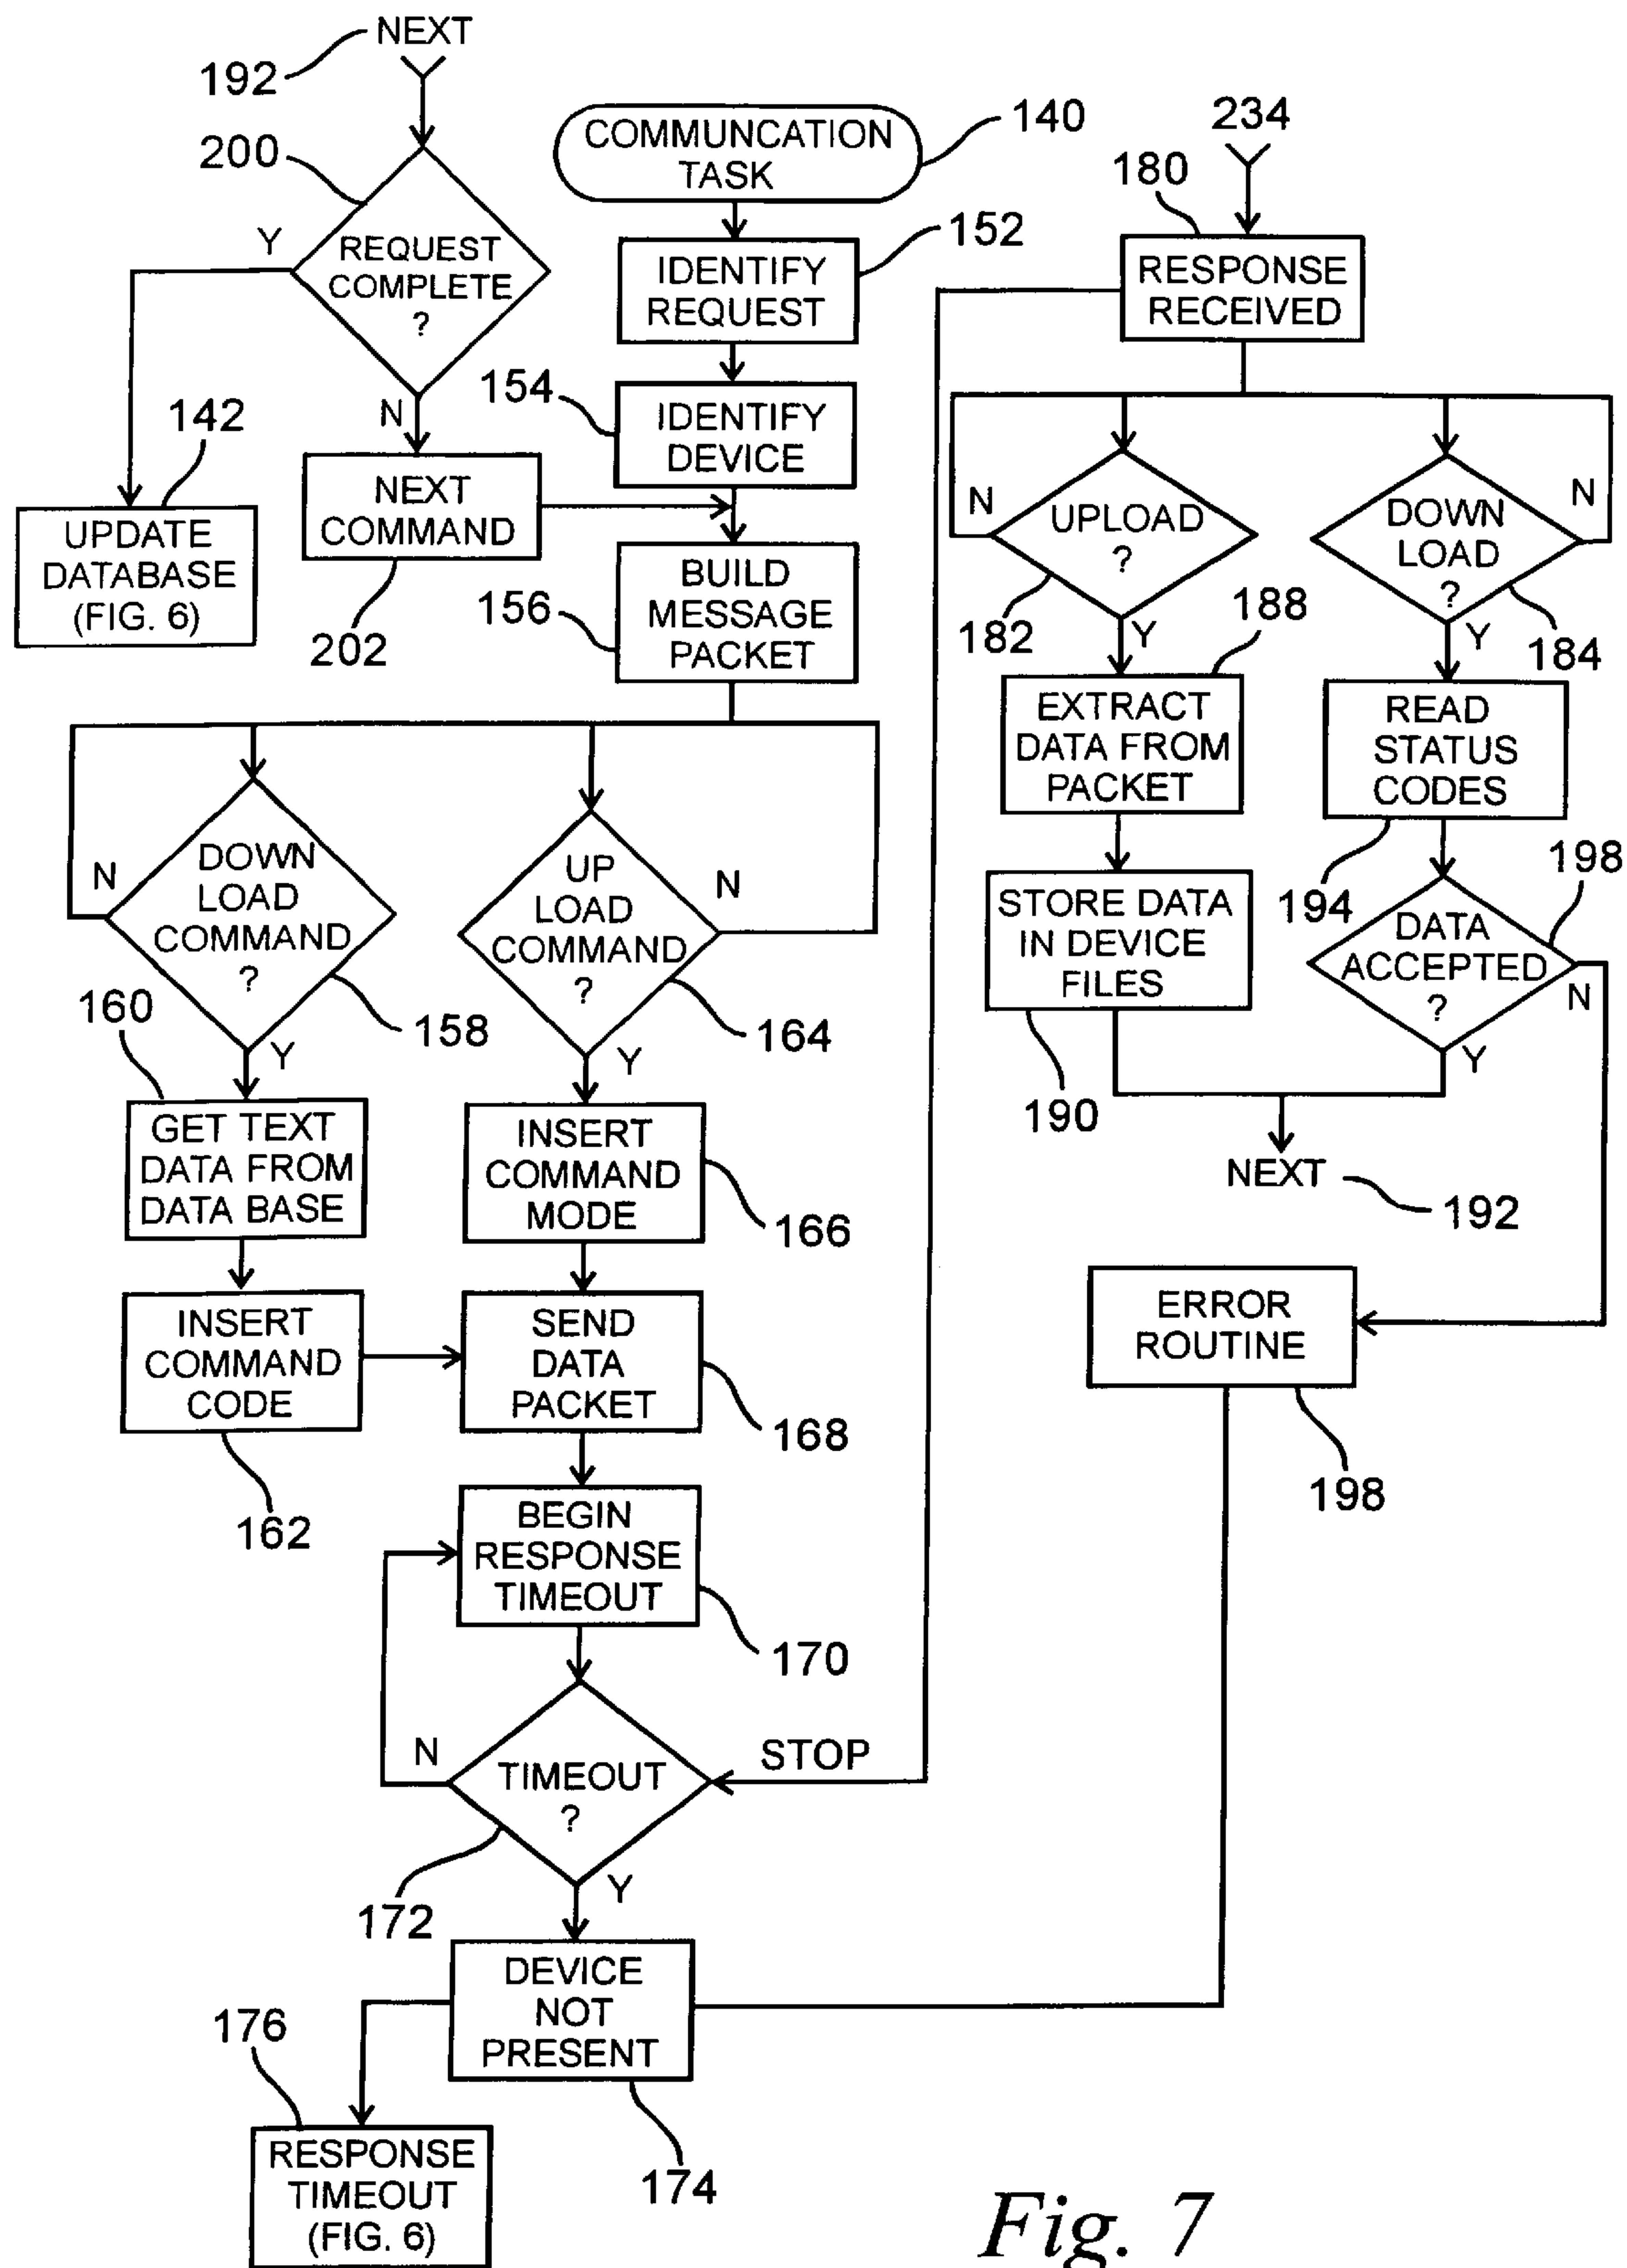 NEXT
192
200
REQUEST
COMPLETE
?
Y
N
142
UPDATE
DATABASE
(FIG. 6)
NEXT
COMMAND
202
COMMUNCATION
TASK
140
IDENTIFY
REQUEST
152
154
IDENTIFY
DEVICE
156
BUILD
MESSAGE
PACKET
DOWN
LOAD
COMMAND
?
N
158
Y
UP
LOAD
COMMAND
?
N
164
Y
160
GET TEXT
DATA FROM
DATA BASE
INSERT
COMMAND
CODE
162
INSERT
COMMAND
MODE
166
SEND
DATA
PACKET
168
BEGIN
RESPONSE
TIMEOUT
170
N
TIMEOUT
?
STOP
172
Y
DEVICE
NOT
PRESENT
174
176
RESPONSE
TIMEOUT
(FIG. 6)
234
180
RESPONSE
RECEIVED
N
UPLOAD
?
182
Y
DOWN
LOAD
?
N
184
Y
188
EXTRACT
DATA FROM
PACKET
READ
STATUS
CODES
194
STORE DATA
IN DEVICE
FILES
190
198
DATA
ACCEPTED
?
N
Y
NEXT
192
ERROR
ROUTINE
198
Fig. 7